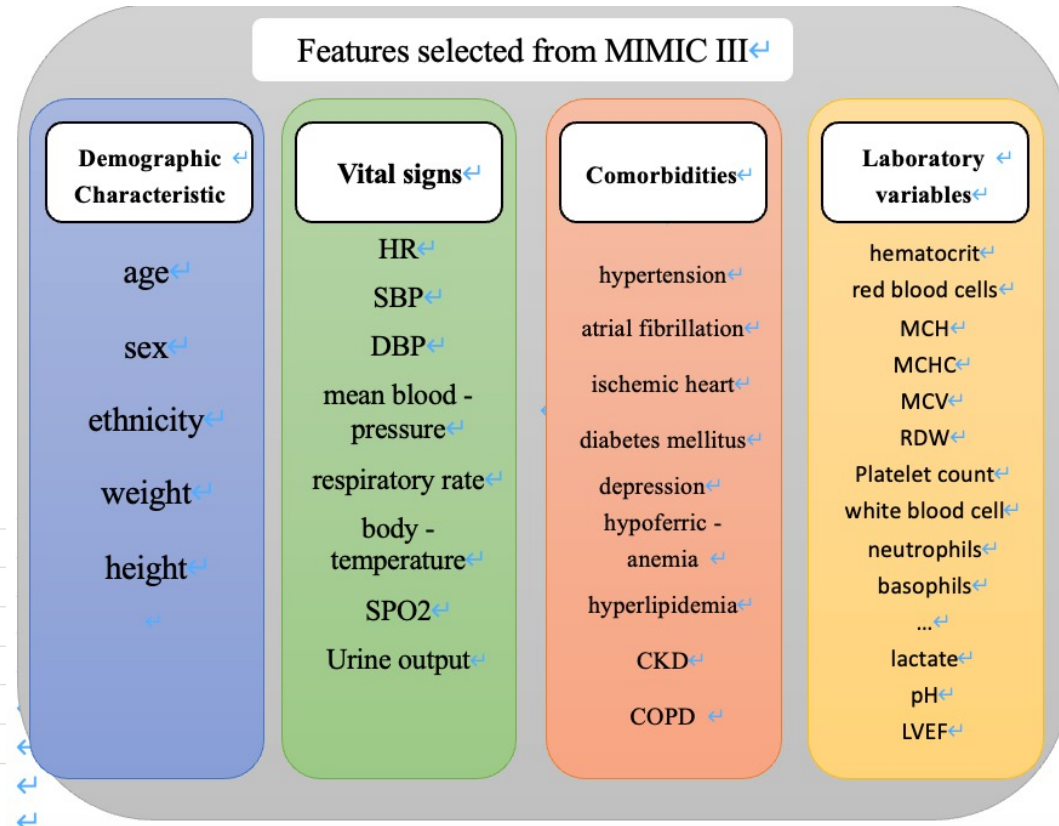 Features selected from MIMIC III
Demographic
Characteristic
age
sex
ethnicity
weight
height
Vital signs
HR
SBP
DBP
mean blood -
pressure
respiratory rate
body -
temperature
SPO2
Urine output
Comorbidities
hypertension
atrial fibrillation
ischemic heart
diabetes mellitus
depression
hypoferric -
anemia
hyperlipidemia
CKD
COPD
Laboratory
variables
hematocrit
red blood cells
MCH
MCHC
MCV
RDW
Platelet count
white blood cell
neutrophils
basophils
...
lactate
pH
LVEF